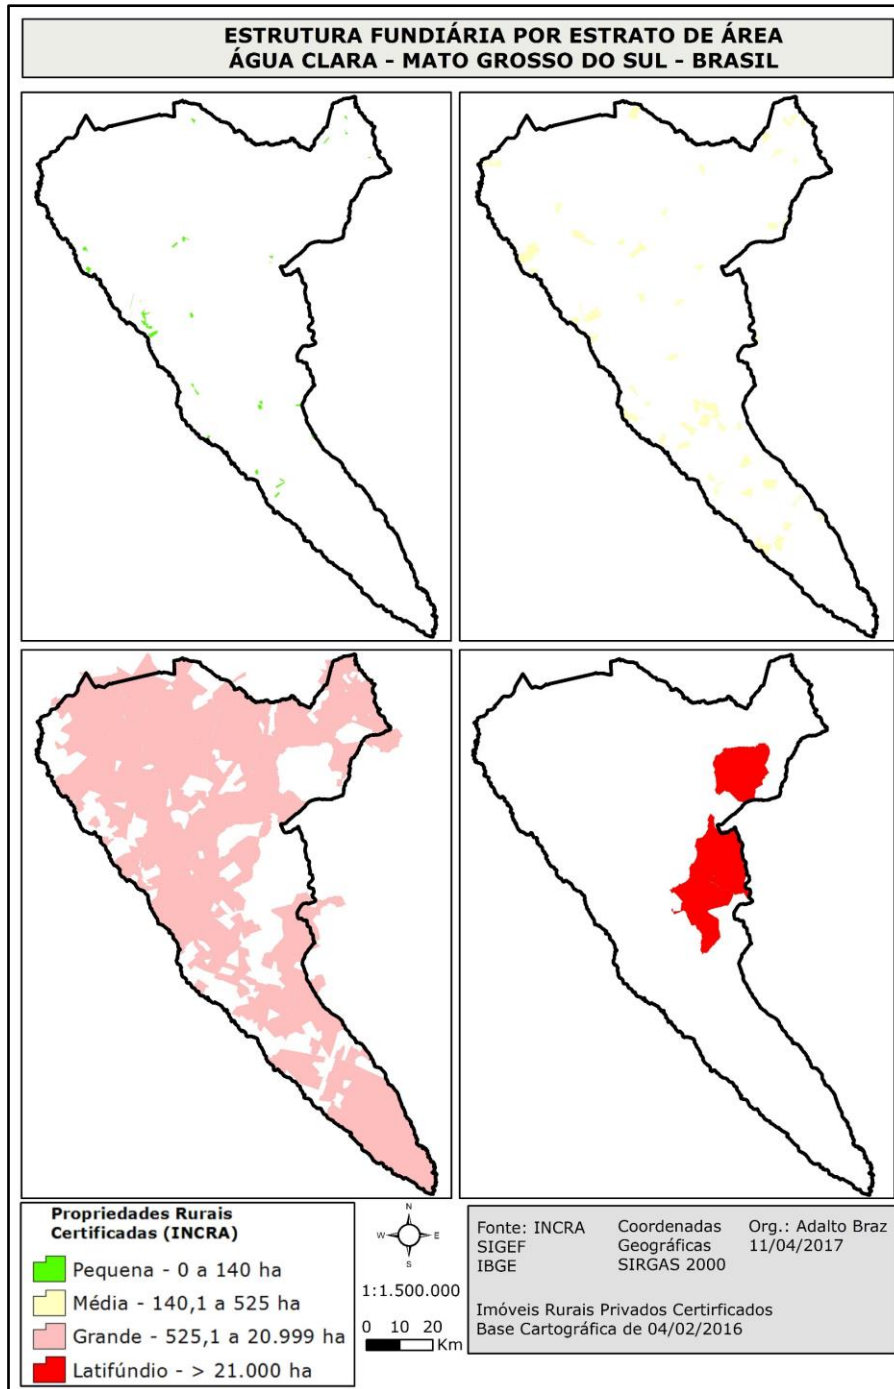 ESTRUTURA FUNDIÁRIA POR ESTRATO DE ÁREA
ÁGUA CLARA - MATO GROSSO DO SUL - BRASIL
Propriedades Rurais
Certificadas (INCRA)
Pequena - 0 a 140 ha
Média - 140,1 a 525 ha
Grande - 525,1 a 20.999 ha
Latifúndio - > 21.000 ha
N
W E
S
1:1.500.000
0 10 20
Km
Fonte: INCRA
SIGEF
IBGE
Coordenadas
Geográficas
SIRGAS 2000
Org.: Adalto Braz
11/04/2017
Imóveis Rurais Privados Certirficados
Base Cartográfica de 04/02/2016